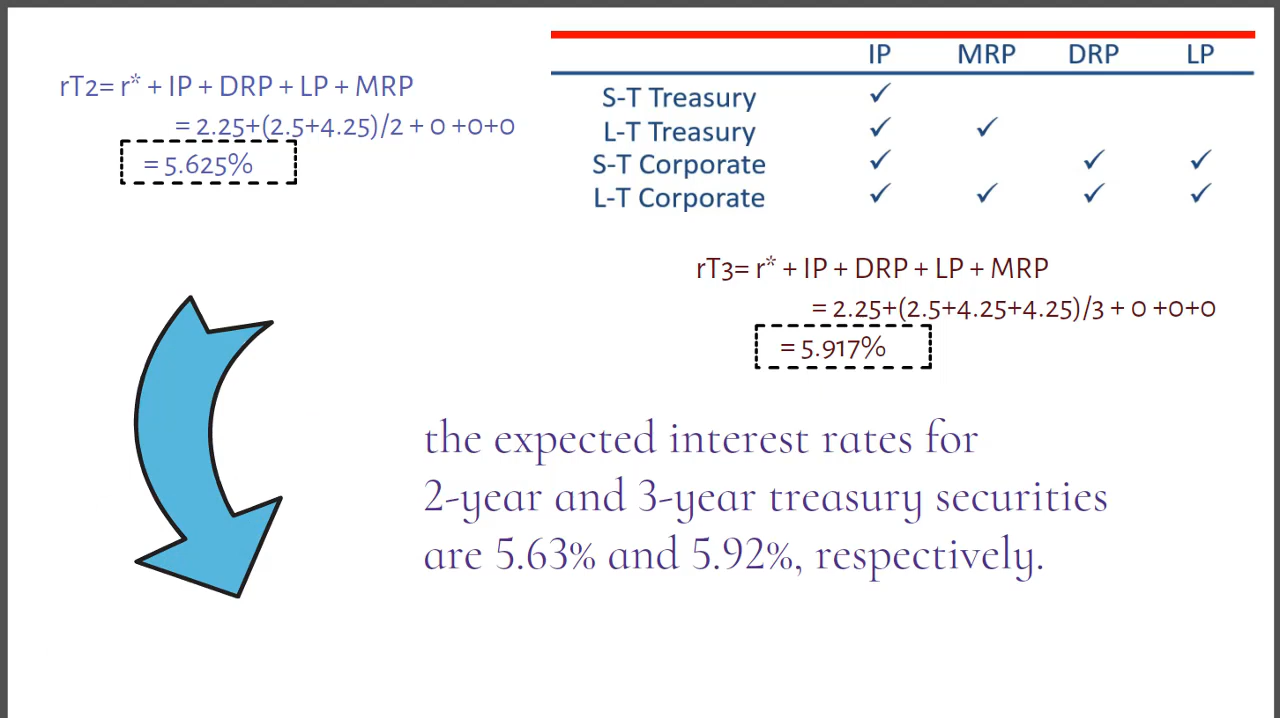 rT2= r* + IP + DRP + LP + MRP
= 2.25+(2.5+4.25)/2 + 0 +0+0
= 5.625%
IP MRP DRP LP
S-T Treasury ✓
L-T Treasury ✓ ✓
S-T Corporate ✓ ✓ ✓
L-T Corporate ✓ ✓ ✓ ✓
rT3= r* + IP + DRP + LP + MRP
= 2.25+(2.5+4.25+4.25)/3 + 0 +0+0
= 5.917%
the expected interest rates for
2-year and 3-year treasury securities
are 5.63% and 5.92%, respectively.